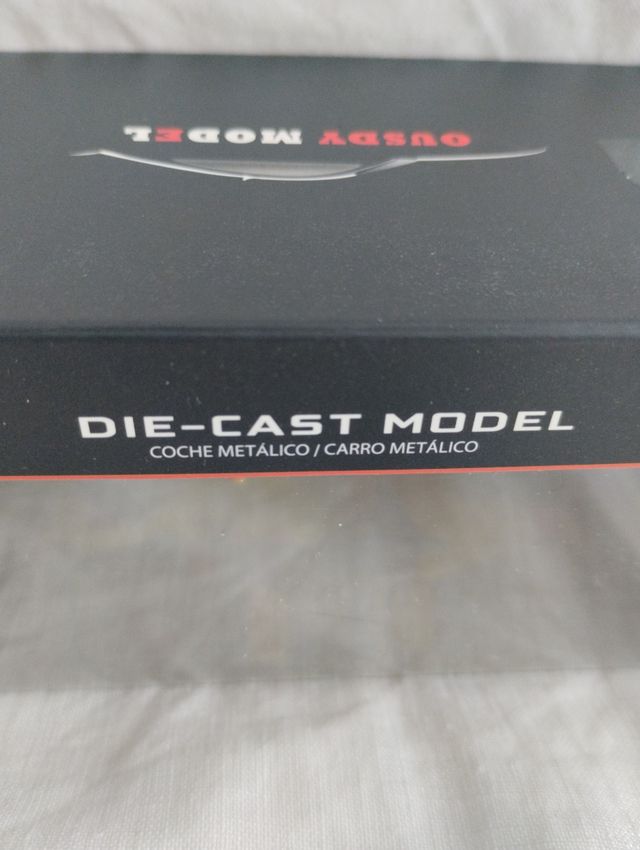 OUSDY MODEL
DIE-CAST MODEL
COCHE METÁLICO / CARRO METÁLICO